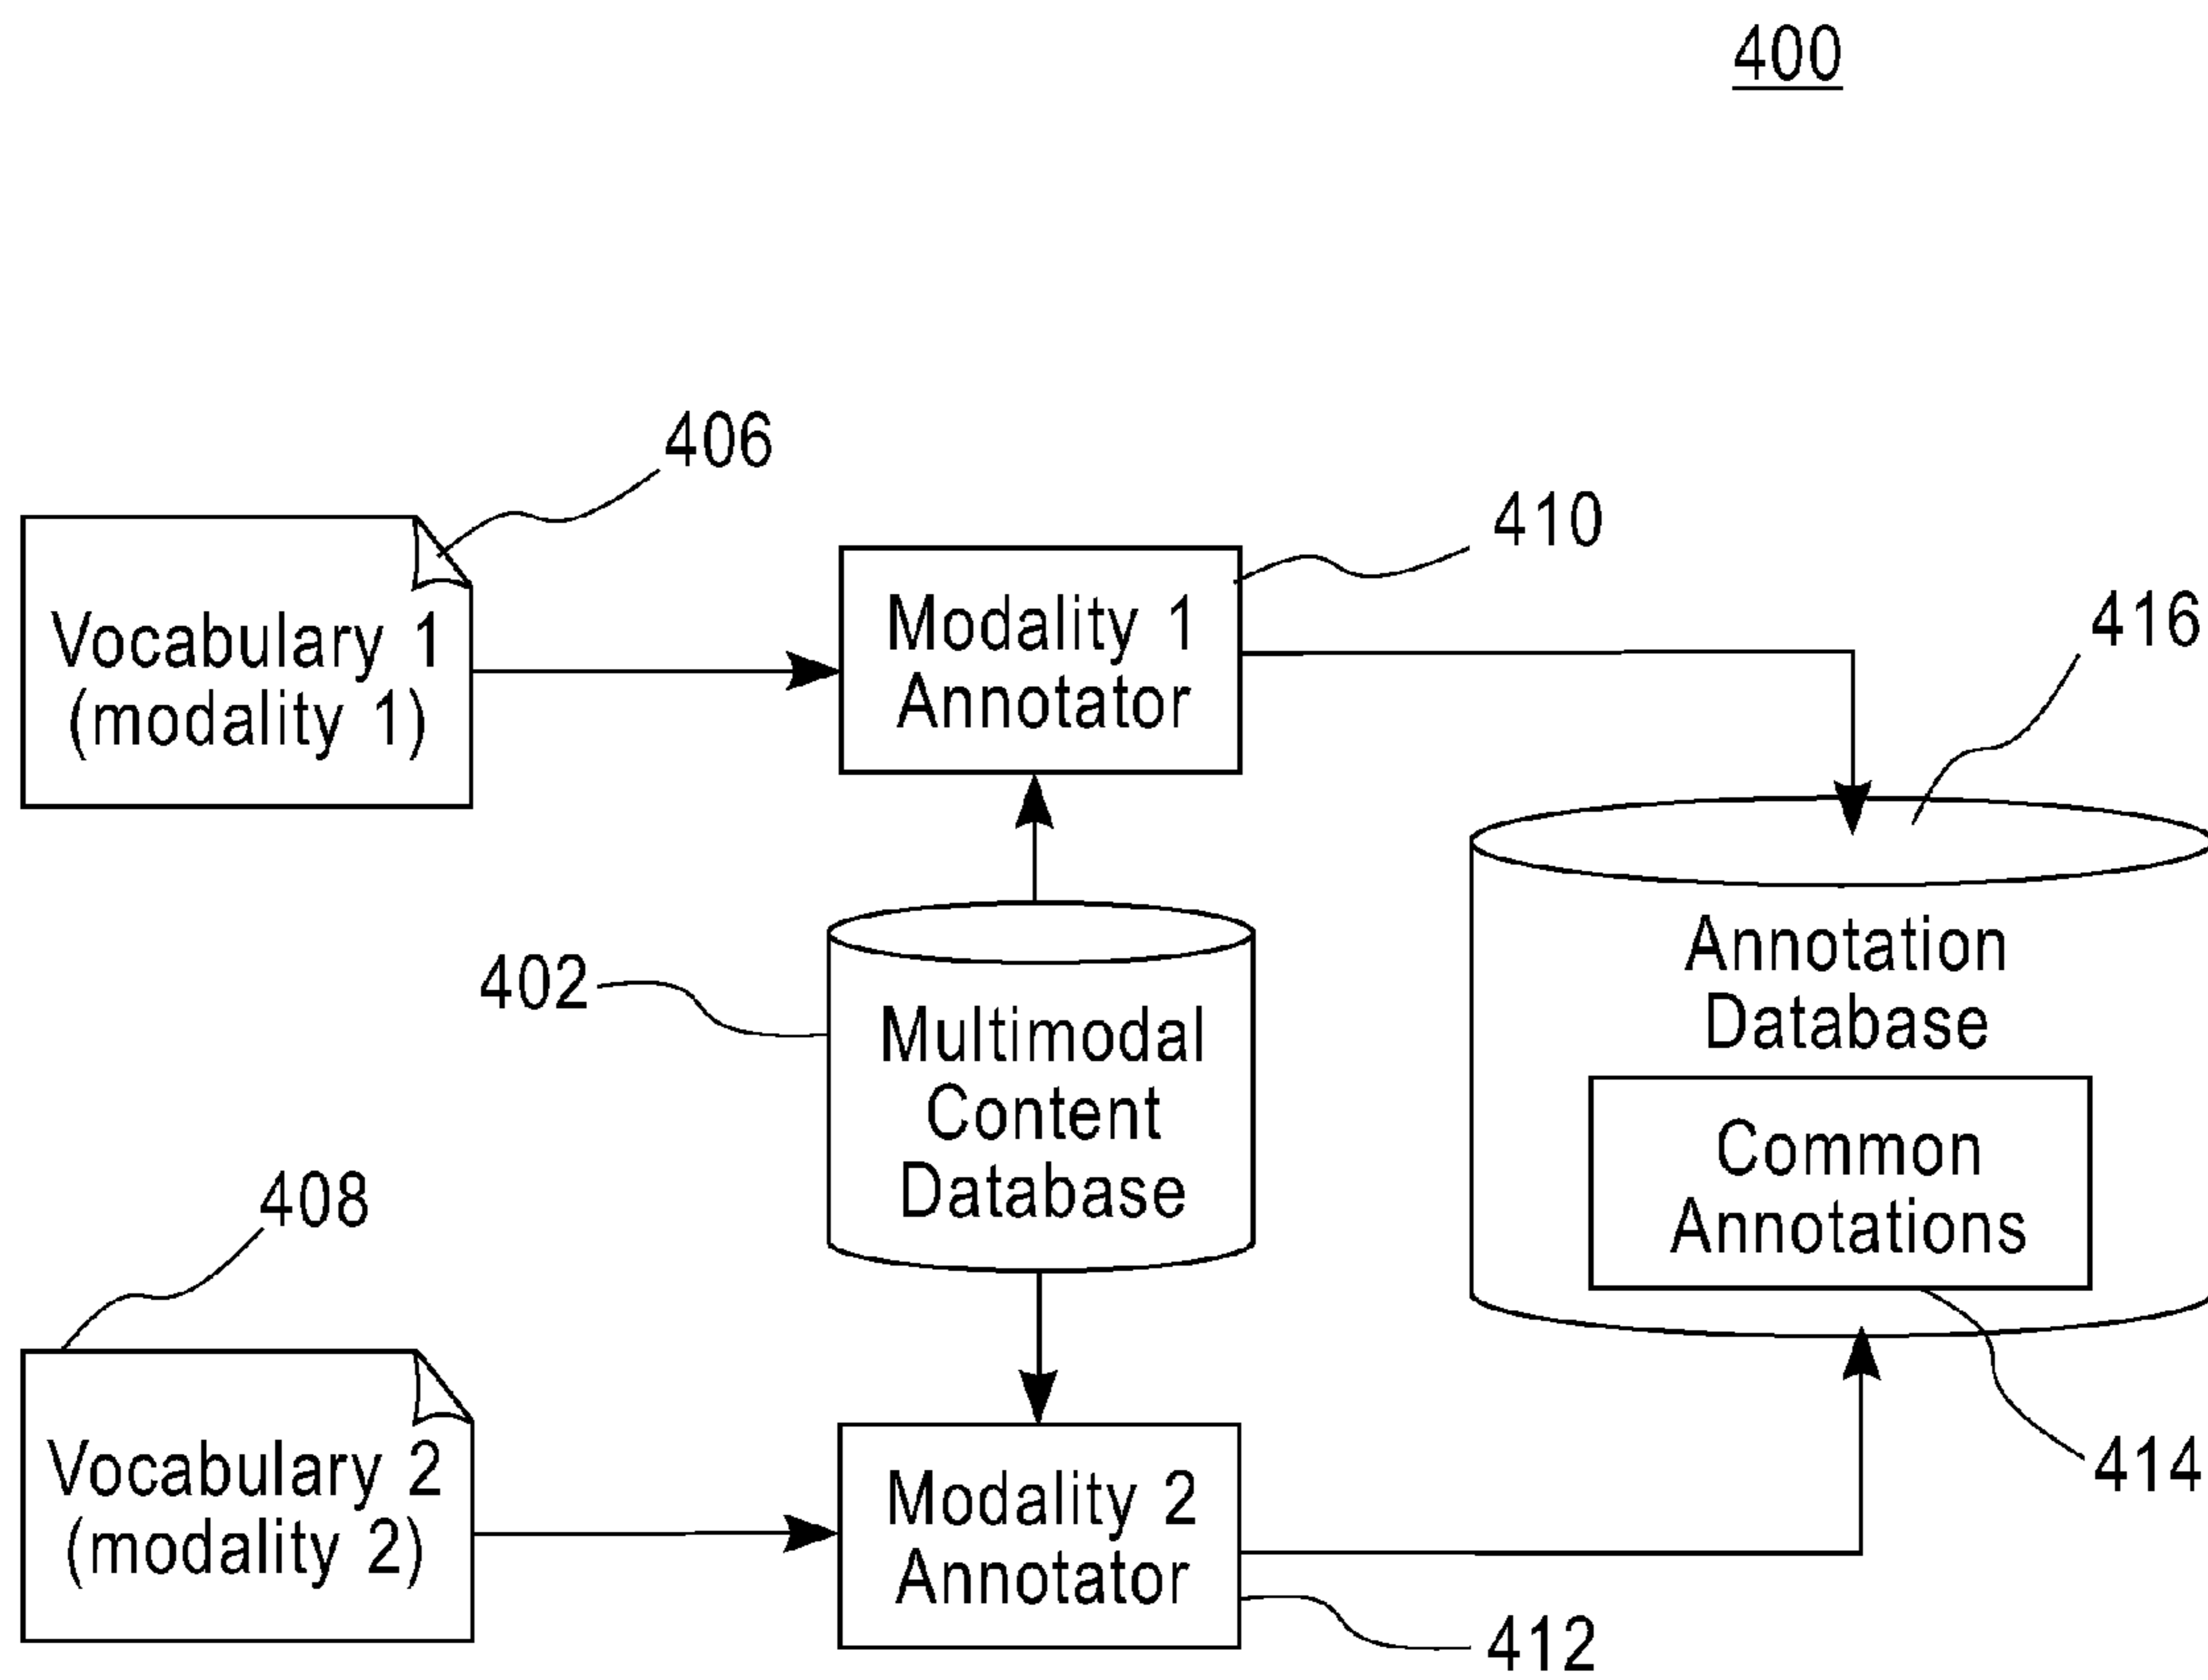 400
406
Vocabulary 1
(modality 1)
410
Modality 1
Annotator
416
402
Multimodal
Content
Database
Annotation
Database
Common
Annotations
408
Vocabulary 2
(modality 2)
Modality 2
Annotator
414
412